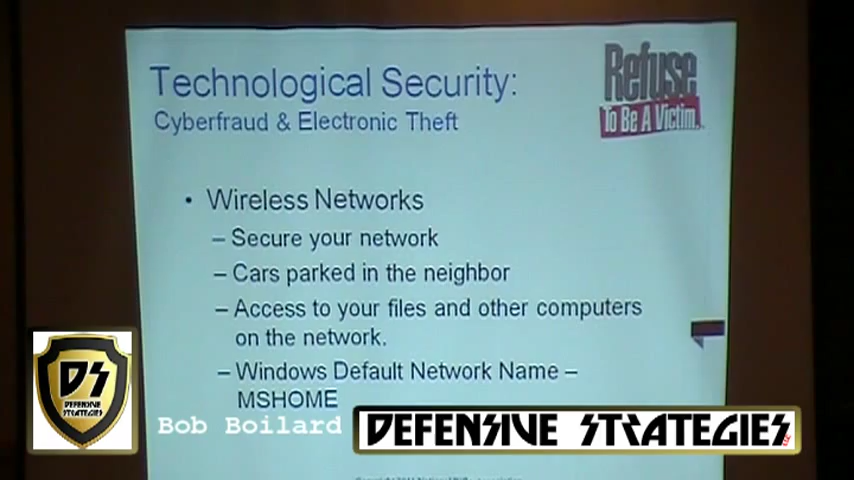 Technological Security:
Cyberfraud & Electronic Theft
Refuse
To Be A Victim
• Wireless Networks
– Secure your network
– Cars parked in the neighbor
– Access to your files and other computers
on the network.
– Windows Default Network Name –
MSHOME
DS
DEFENSIVE
STRATEGIES
Bob Boilard
DEFENSIVE STRATEGIES